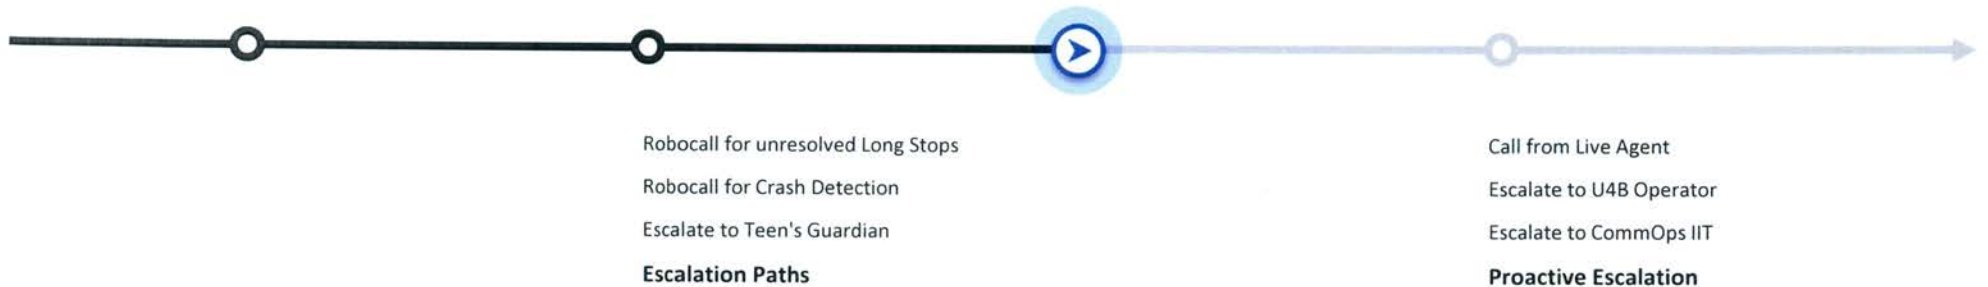 Robocall for unresolved Long Stops
Robocall for Crash Detection
Escalate to Teen's Guardian
Escalation Paths
Call from Live Agent
Escalate to U4B Operator
Escalate to CommOps IIT
Proactive Escalation